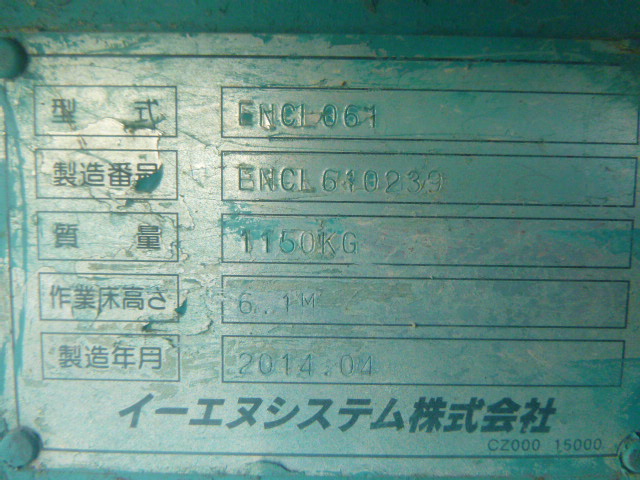 型式 ENCL061
製造番号 ENCL610239
質量 1150KG
作業床高さ 6.1M
製造年月 2014.04
イーエヌシステム株式会社
CZ000 15000